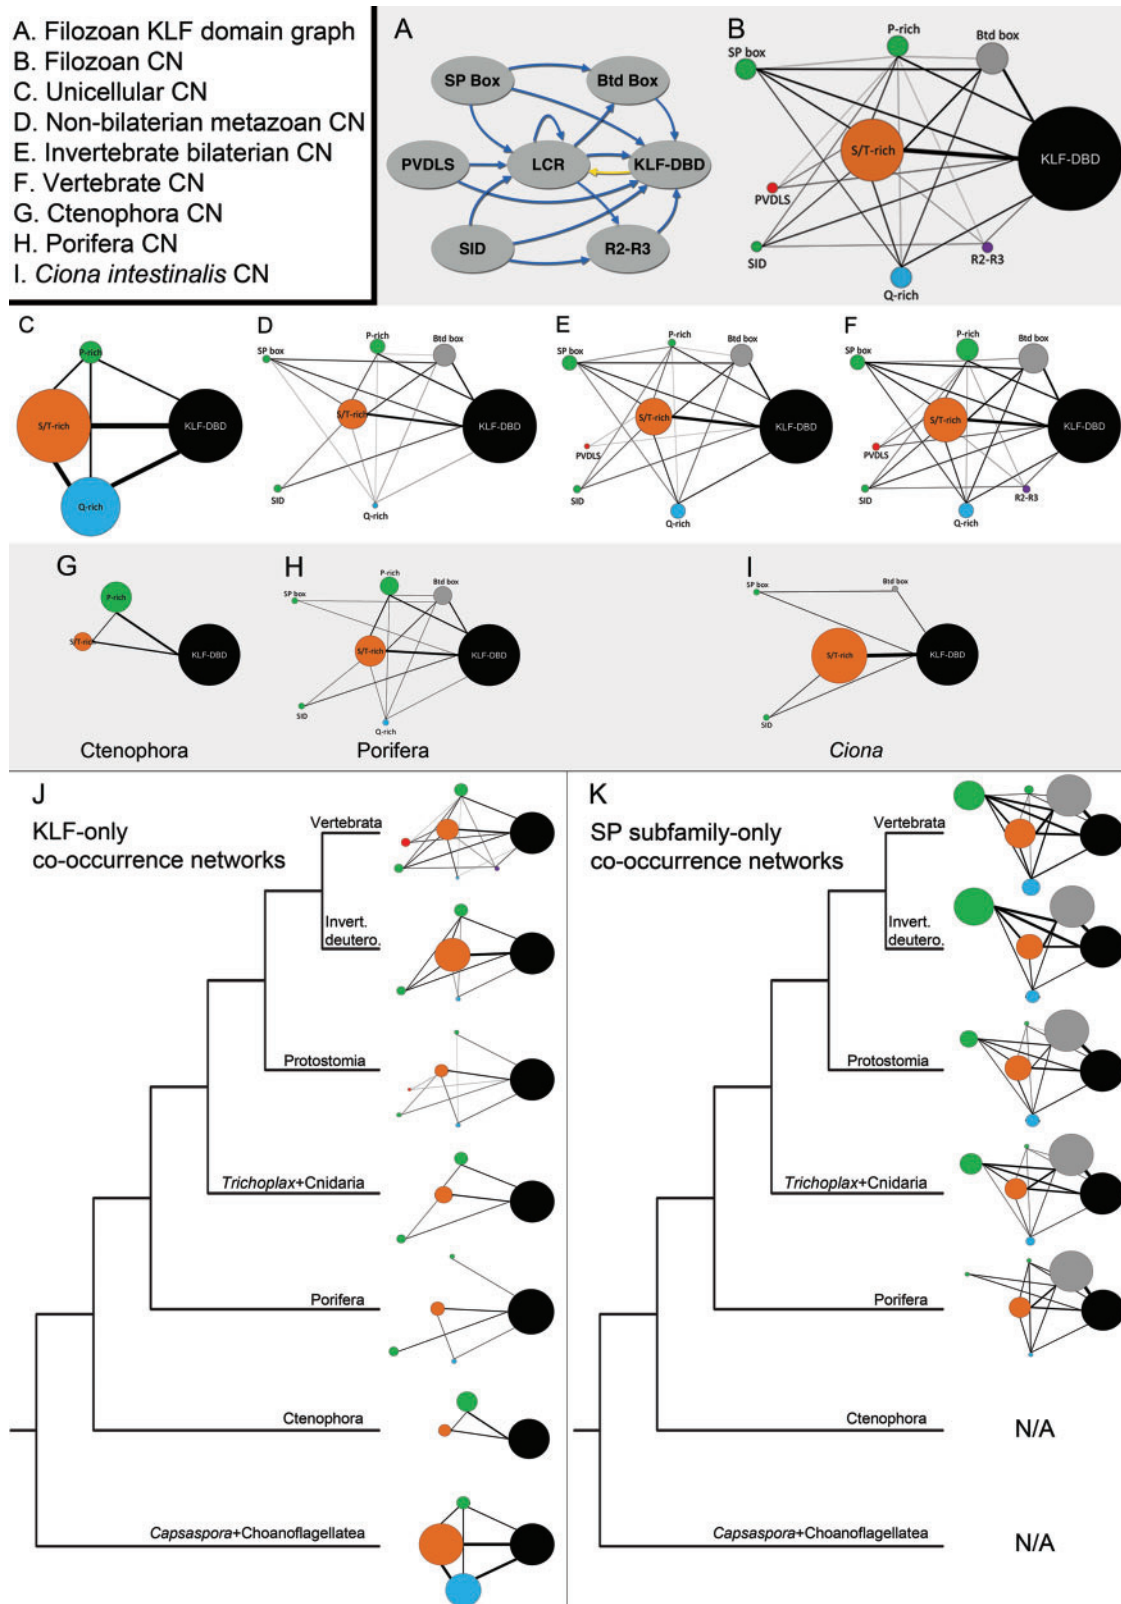 A. Filozoan KLF domain graph
B. Filozoan CN
C. Unicellular CN
D. Non-bilaterian metazoan CN
E. Invertebrate bilaterian CN
F. Vertebrate CN
G. Ctenophora CN
H. Porifera CN
I. Ciona intestinalis CN
A
SP Box
Btd Box
PVDLS
LCR
KLF-DBD
SID
R2-R3
B
P-rich
Btd box
SP box
S/T-rich
KLF-DBD
PVDLS
SID
R2-R3
Q-rich
C
P-rich
S/T-rich
KLF-DBD
Q-rich
D
P-rich
Btd box
SP box
S/T-rich
KLF-DBD
SID
Q-rich
E
P-rich
Btd box
SP box
S/T-rich
KLF-DBD
PVDLS
SID
Q-rich
F
P-rich
Btd box
SP box
S/T-rich
KLF-DBD
PVDLS
SID
R2-R3
Q-rich
G
P-rich
S/T-rich
KLF-DBD
Ctenophora
H
P-rich
Btd box
SP box
S/T-rich
KLF-DBD
SID
Q-rich
Porifera
I
SP box
Btd box
S/T-rich
KLF-DBD
SID
Ciona
J
KLF-only
co-occurrence networks
Vertebrata
Invert.
deutero.
Protostomia
Trichoplax+Cnidaria
Porifera
Ctenophora
Capsaspora+Choanoflagellatea
K
SP subfamily-only
co-occurrence networks
Vertebrata
Invert.
deutero.
Protostomia
Trichoplax+Cnidaria
Porifera
Ctenophora
N/A
Capsaspora+Choanoflagellatea
N/A